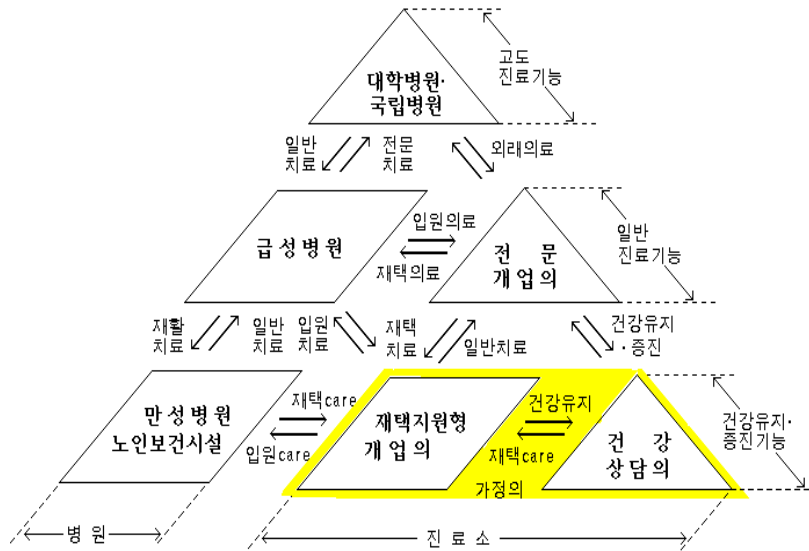 대학병원·
국립병원
고도
진료기능
일반
치료
전문
치료
외래의료
급성병원
입원의료
재택의료
전 문
개업의
일반
진료기능
재활
치료
일반
치료
입원
치료
재택
치료
일반치료
건강유지
·증진
만성병원
노인보건시설
재택care
입원care
재택지원형
개업의
건강유지
재택care
가정의
건 강
상담의
건강유지·
증진기능
병 원
진 료 소